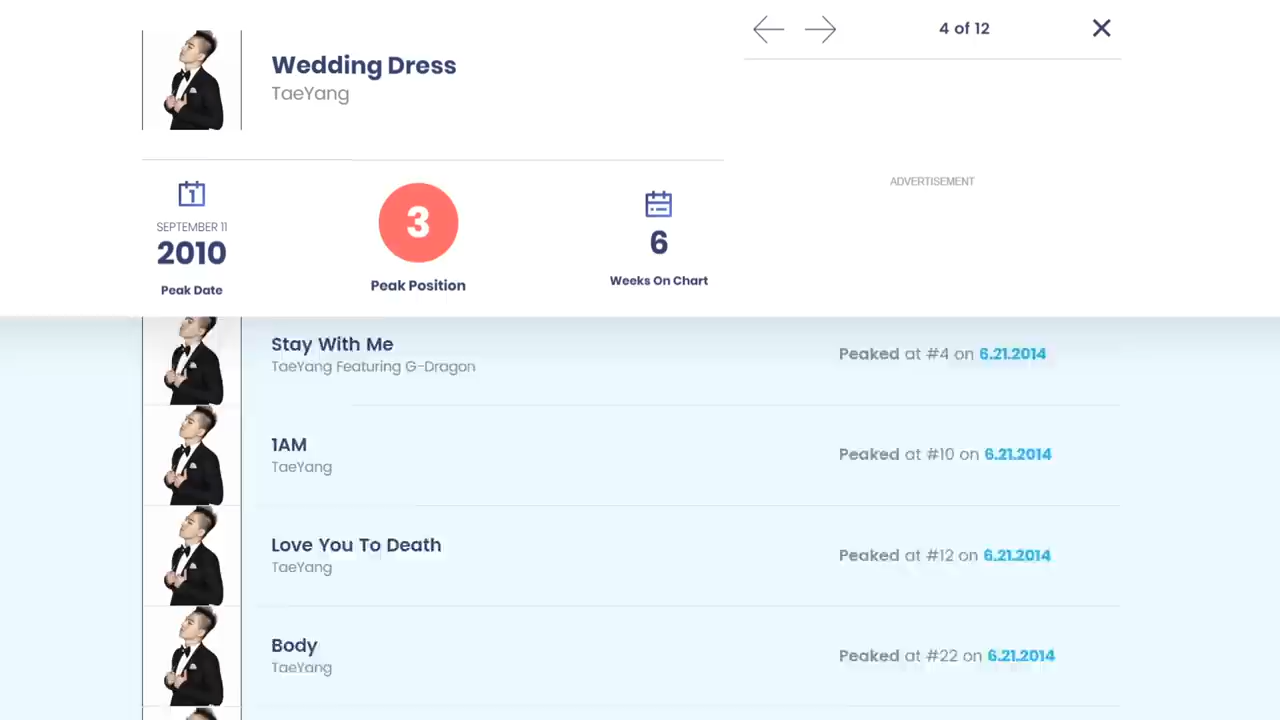 Wedding Dress
TaeYang
4 of 12
ADVERTISEMENT
1
SEPTEMBER 11
2010
Peak Date
3
Peak Position
6
Weeks On Chart
Stay With Me
TaeYang Featuring G-Dragon
Peaked at #4 on 6.21.2014
1AM
TaeYang
Peaked at #10 on 6.21.2014
Love You To Death
TaeYang
Peaked at #12 on 6.21.2014
Body
TaeYang
Peaked at #22 on 6.21.2014